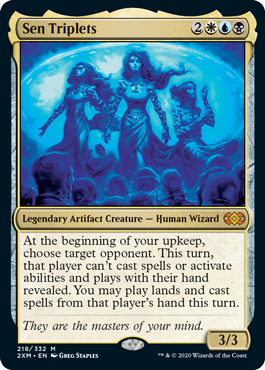 Sen Triplets 2
Legendary Artifact Creature — Human Wizard
At the beginning of your upkeep,
choose target opponent. This turn,
that player can't cast spells or activate
abilities and plays with their hand
revealed. You may play lands and cast
spells from that player's hand this turn.
They are the masters of your mind.
3/3
218/332 M
2XM • EN Greg Staples
™ & © 2020 Wizards of the Coast